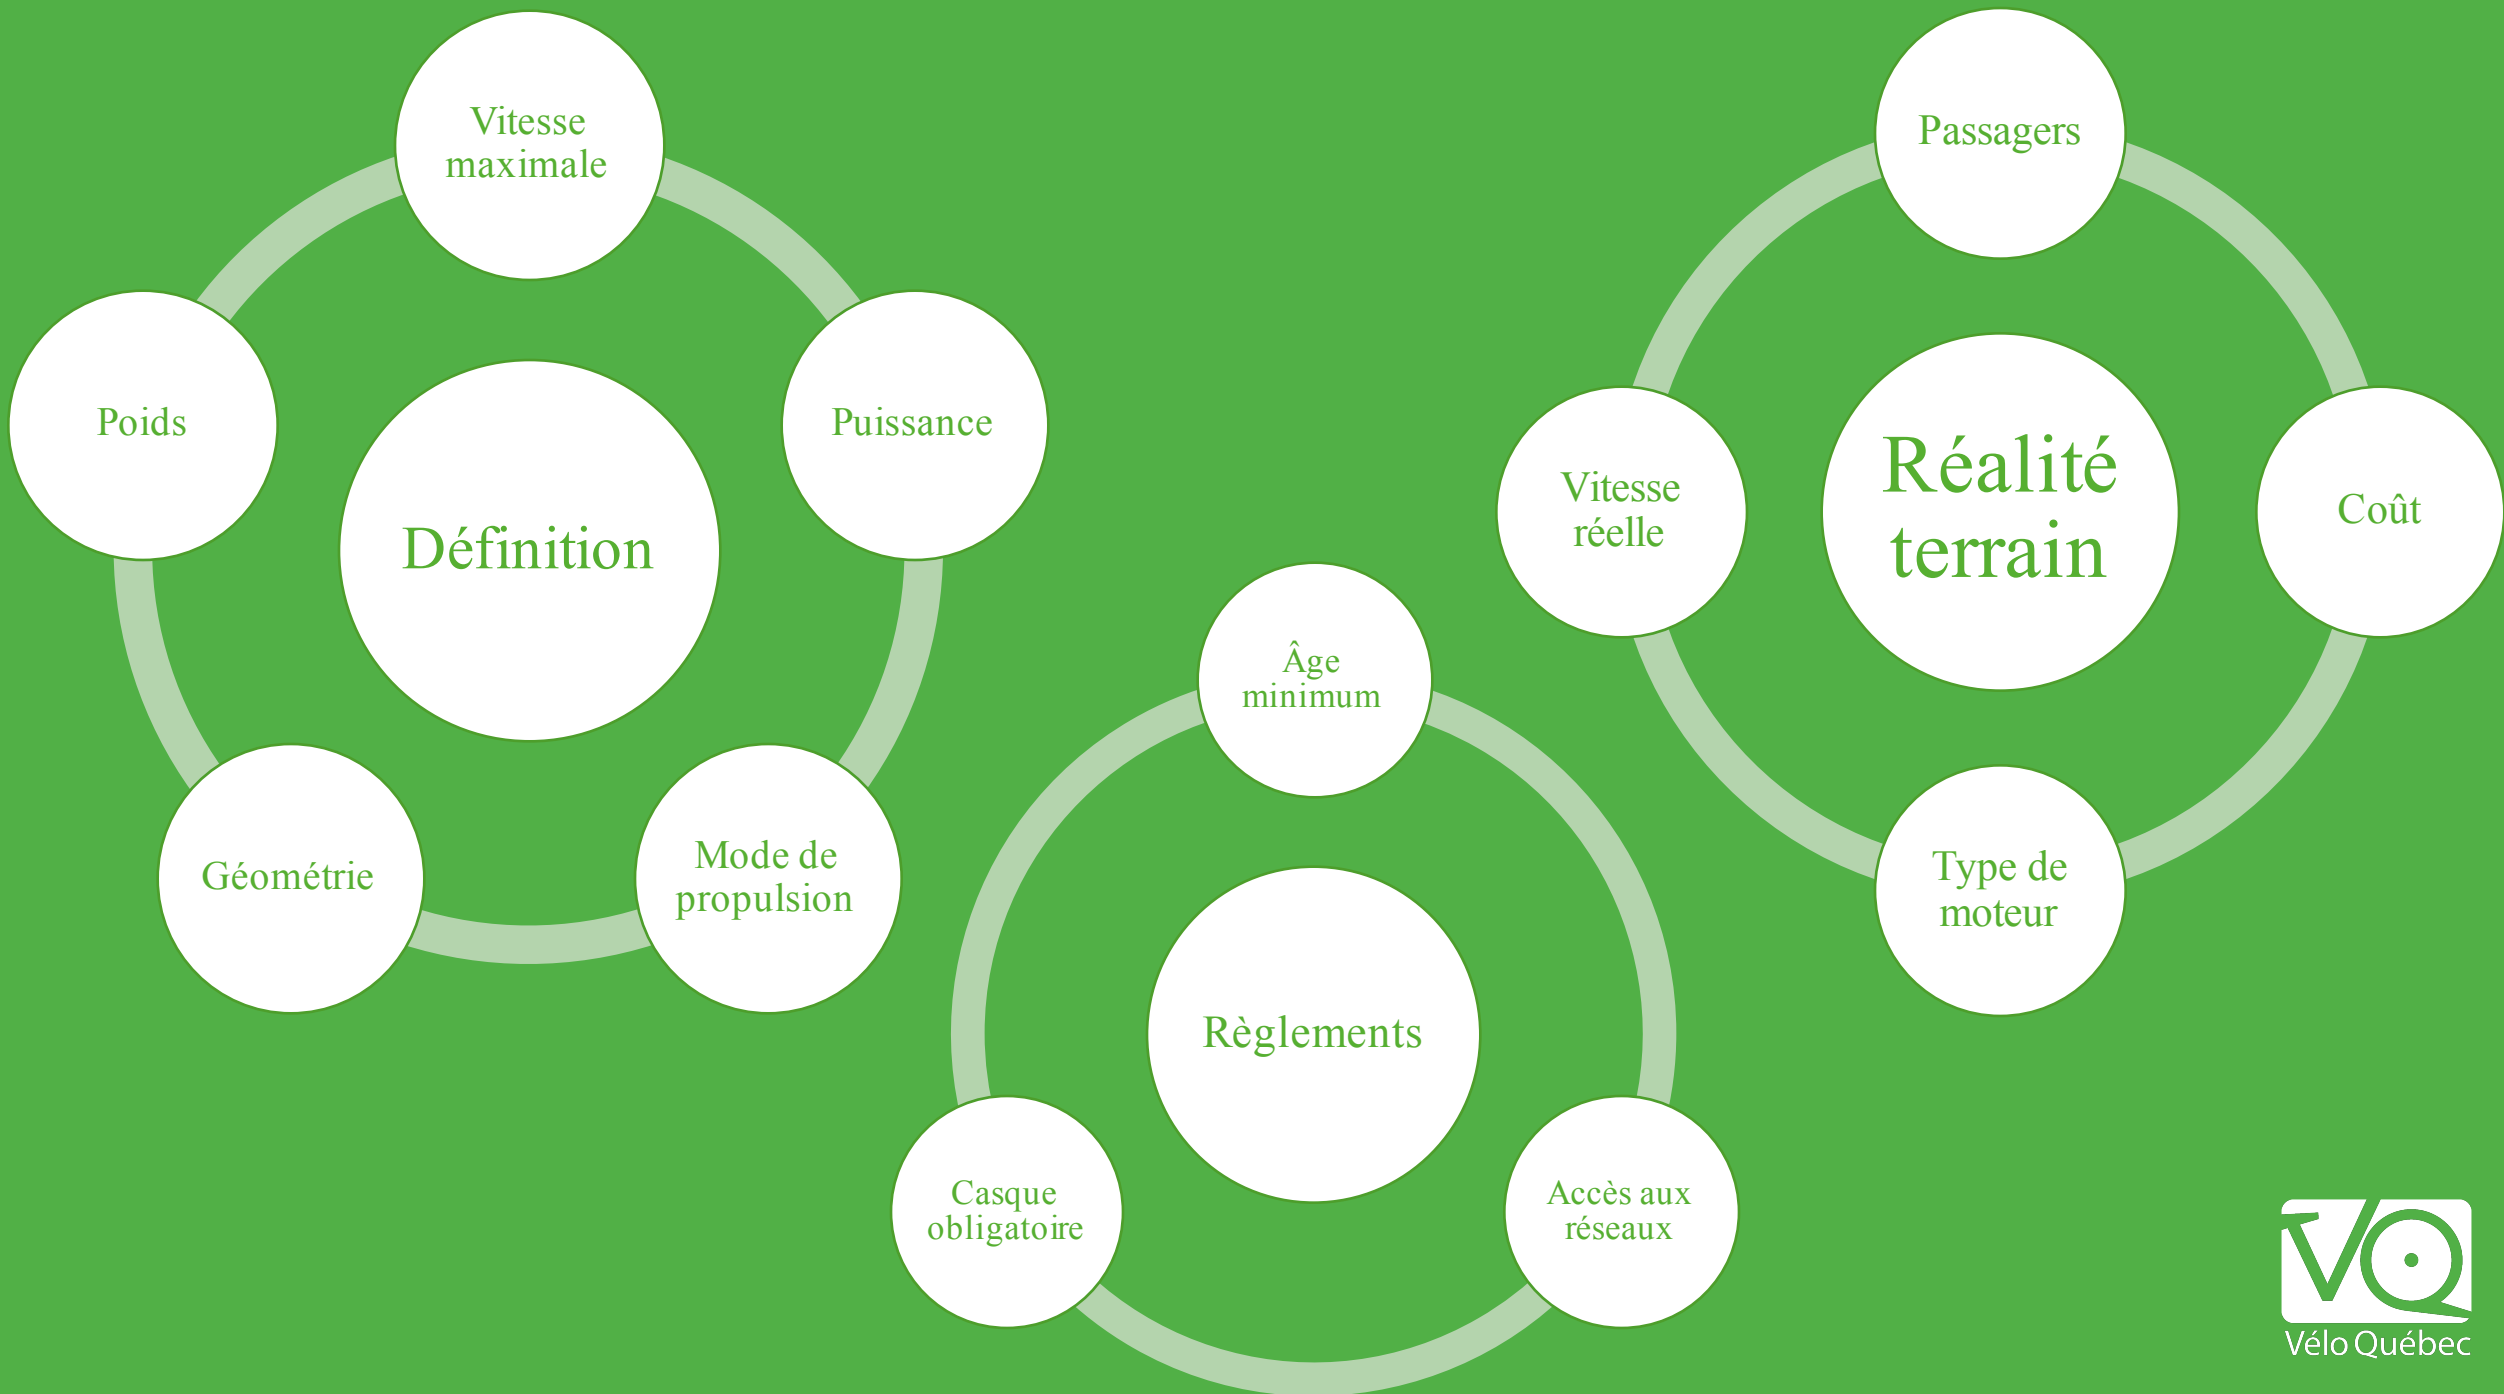 Vitesse
maximale
Puissance
Mode de
propulsion
Géométrie
Poids
Définition
Âge
minimum
Accès aux
réseaux
Casque
obligatoire
Règlements
Passagers
Coût
Type de
moteur
Vitesse
réelle
Réalité
terrain
VQ
Vélo Québec